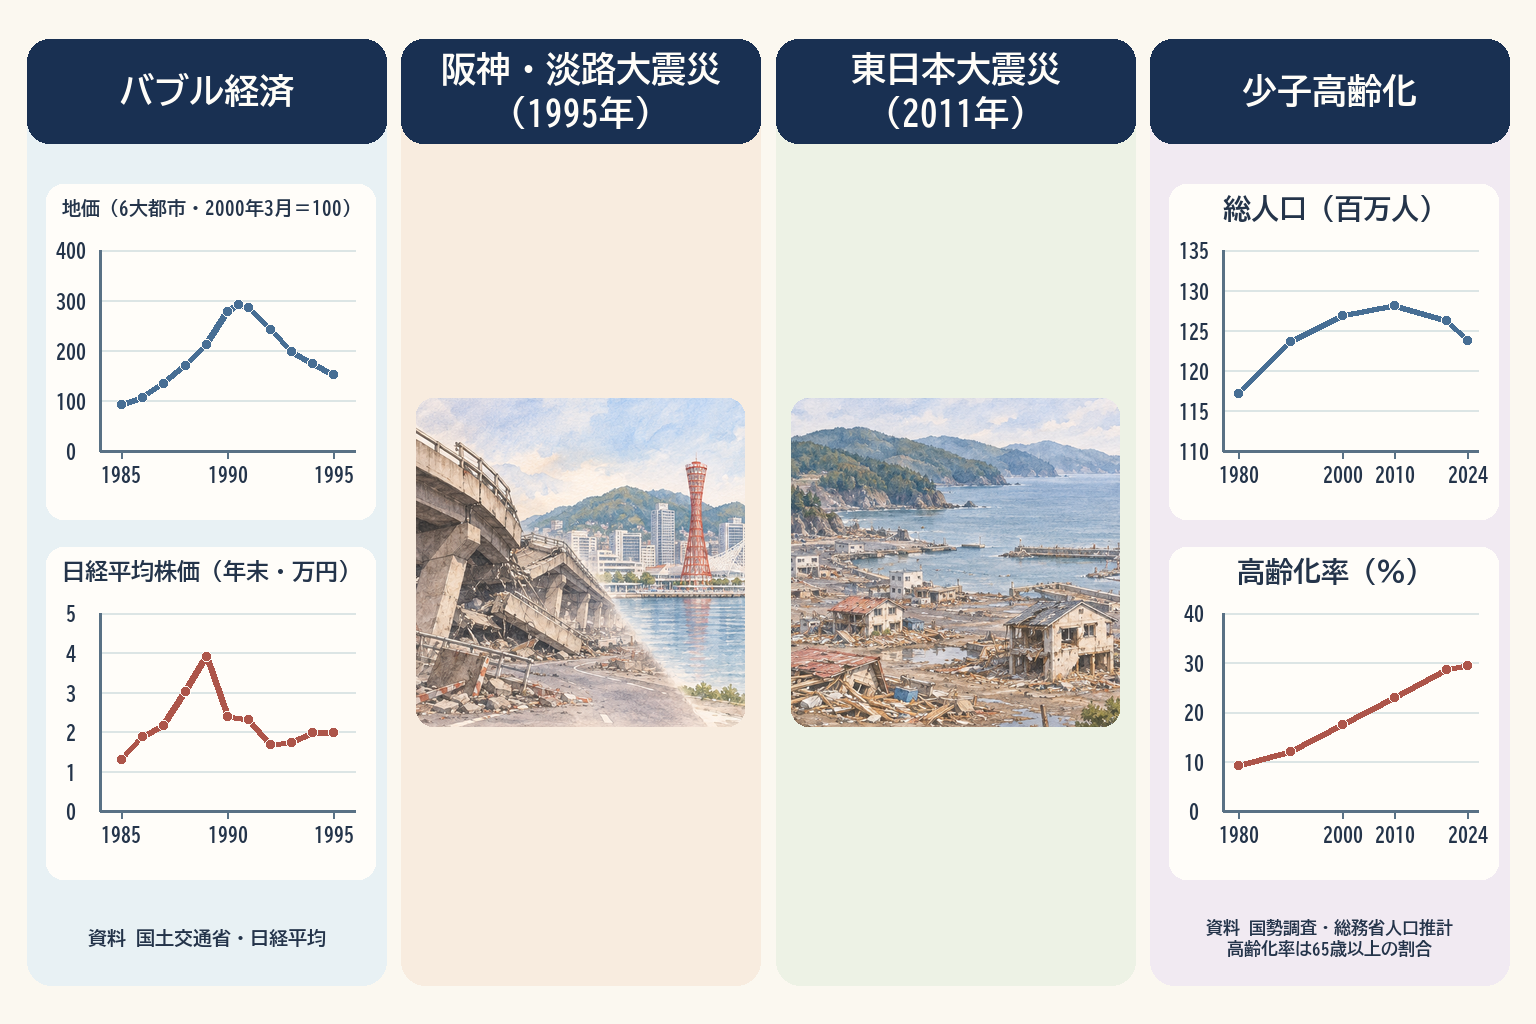 バブル経済
地価（6大都市・2000年3月＝100）
400
300
200
100
0
1985 1990 1995
日経平均株価（年末・万円）
5
4
3
2
1
0
1985 1990 1995
資料 国土交通省・日経平均
阪神・淡路大震災
（1995年）
東日本大震災
（2011年）
少子高齢化
総人口（百万人）
135
130
125
120
115
110
1980 2000 2010 2024
高齢化率（％）
40
30
20
10
0
1980 2000 2010 2024
資料 国勢調査・総務省人口推計
高齢化率は65歳以上の割合